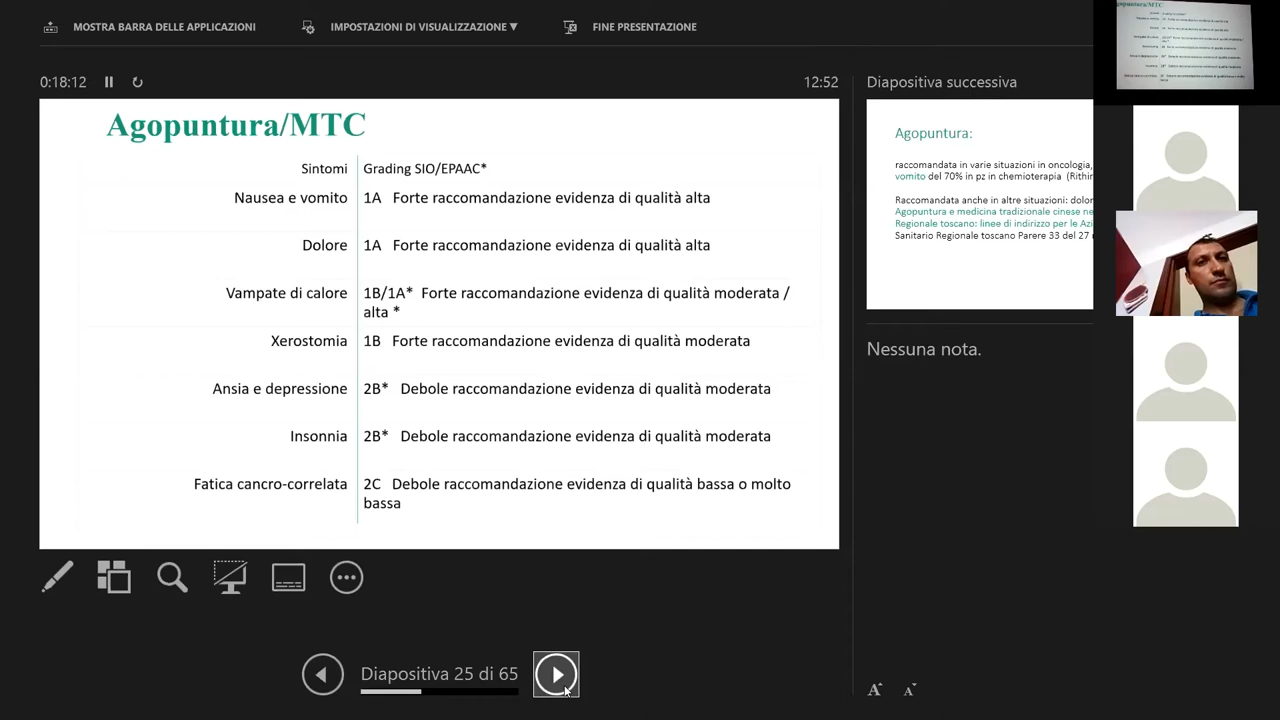 MOSTRA BARRA DELLE APPLICAZIONI
IMPOSTAZIONI DI VISUALIZZAZIONE ▼
FINE PRESENTAZIONE
0:18:12
12:52
Diapositiva successiva
Agopuntura/MTC
Sintomi Grading SIO/EPAAC*
Nausea e vomito 1A Forte raccomandazione evidenza di qualità alta
Dolore 1A Forte raccomandazione evidenza di qualità alta
Vampate di calore 1B/1A* Forte raccomandazione evidenza di qualità moderata /
alta *
Xerostomia 1B Forte raccomandazione evidenza di qualità moderata
Ansia e depressione 2B* Debole raccomandazione evidenza di qualità moderata
Insonnia 2B* Debole raccomandazione evidenza di qualità moderata
Fatica cancro-correlata 2C Debole raccomandazione evidenza di qualità bassa o molto
bassa
Agopuntura:
raccomandata in varie situazioni in oncologia,
vomito del 70% in pz in chemioterapia (Rithir
Raccomandata anche in altre situazioni: dolor
Agopuntura e medicina tradizionale cinese ne
Regionale toscano: linee di indirizzo per le Azi
Sanitario Regionale toscano Parere 33 del 27
Nessuna nota.
Diapositiva 25 di 65
A A